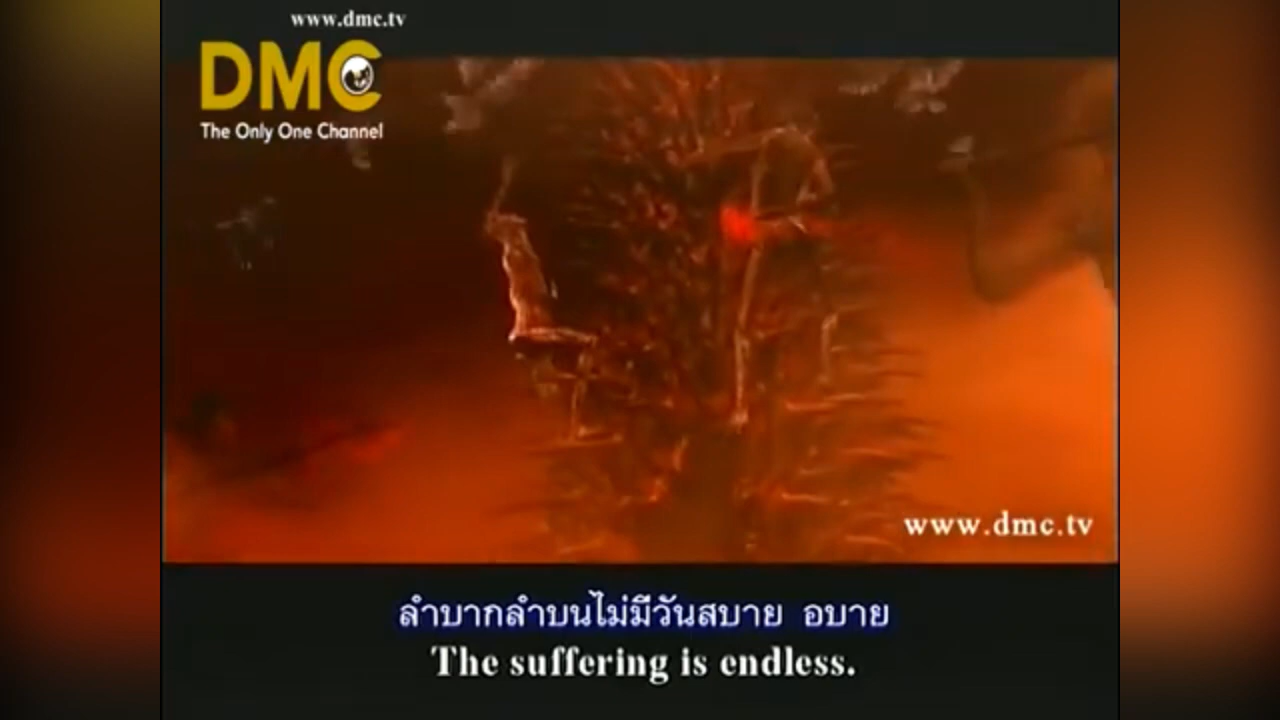 www.dmc.tv
DMC
The Only One Channel
www.dmc.tv
ลำบากลำบนไม่มีวันสบาย อบาย
The suffering is endless.